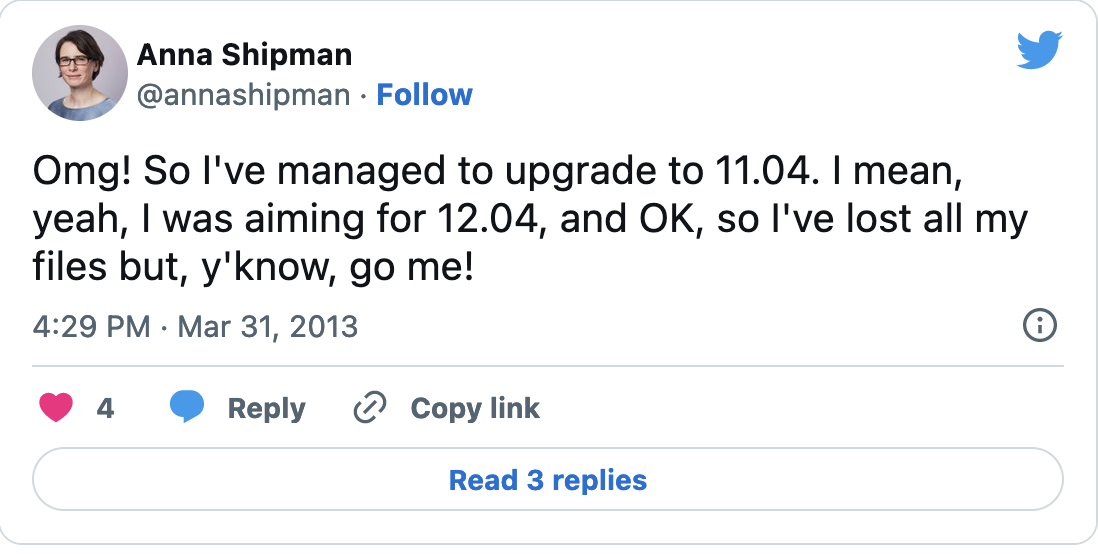 Anna Shipman
@annashipman · Follow
Omg! So I've managed to upgrade to 11.04. I mean,
yeah, I was aiming for 12.04, and OK, so I've lost all my
files but, y'know, go me!
4:29 PM · Mar 31, 2013
4 Reply Copy link
Read 3 replies